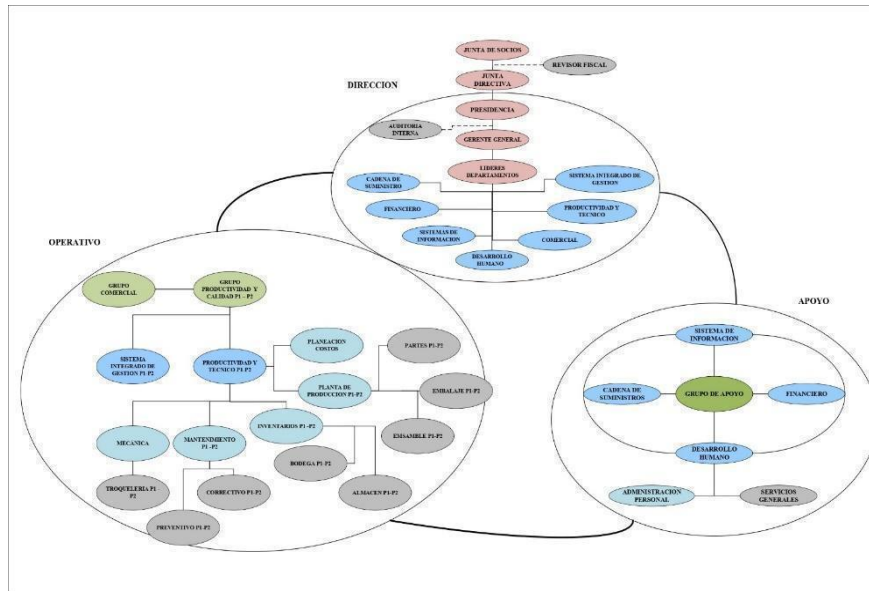 JUNTA DE SOCIOS
REVISOR FISCAL
JUNTA
DIRECTIVA
DIRECCION
PRESIDENCIA
AUDITORIA
INTERNA
GERENTE GENERAL
LIDERES
DEPARTAMENTOS
CADENA DE
SUMINISTRO
SISTEMA INTEGRADO DE
GESTION
FINANCIERO
PRODUCTIVIDAD Y
TECNICO
SISTEMAS DE
INFORMACION
COMERCIAL
DESARROLLO
HUMANO
OPERATIVO
GRUPO
COMERCIAL
GRUPO
PRODUCTIVIDAD Y
CALIDAD P1 - P2
SISTEMA
INTEGRADO DE
GESTION P1-P2
PRODUCTIVIDAD Y
TECNICO P1-P2
PLANEACION
COSTOS
PARTES P1-P2
PLANTA DE
PRODUCCION P1-P2
EMBALAJE P1-P2
EMSAMBLE P1-P2
INVENTARIOS P1 -P2
MECANICA
MANTENIMIENTO
P1 -P2
BODEGA P1-P2
ALMACEN P1-P2
TROQUELERIA P1 -
P2
CORRECTIVO P1-P2
PREVENTIVO P1-P2
APOYO
SISTEMA DE
INFORMACION
CADENA DE
SUMINISTROS
GRUPO DE APOYO
FINANCIERO
DESARROLLO
HUMANO
ADMINISTRACION
PERSONAL
SERVICIOS
GENERALES